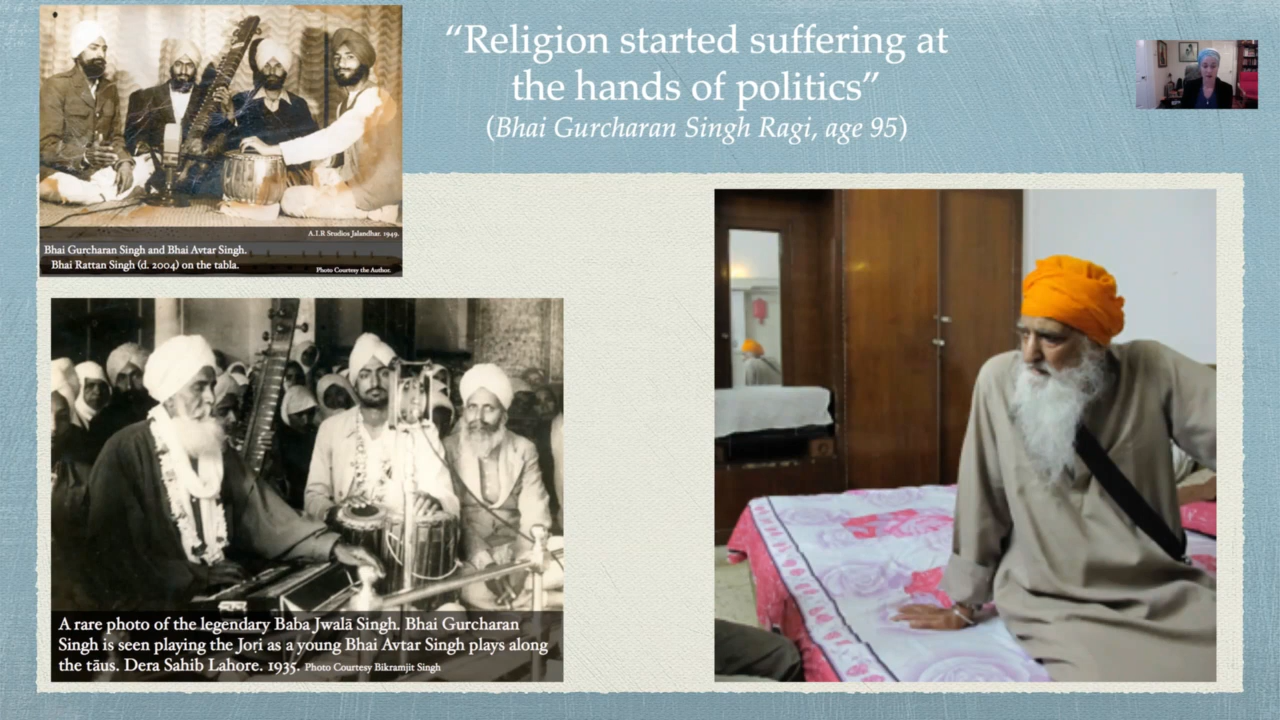 “Religion started suffering at
the hands of politics”
(Bhai Gurcharan Singh Ragi, age 95)
A.I.R Studios Jalandhar. 1949.
Bhai Gurcharan Singh and Bhai Avtar Singh.
Bhai Rattan Singh (d. 2004) on the tabla.
Photo Courtesy the Author.
A rare photo of the legendary Baba Jwalā Singh. Bhai Gurcharan
Singh is seen playing the Joṛi as a young Bhai Avtar Singh plays along
the tāus. Dera Sahib Lahore. 1935. Photo Courtesy Bikramjit Singh